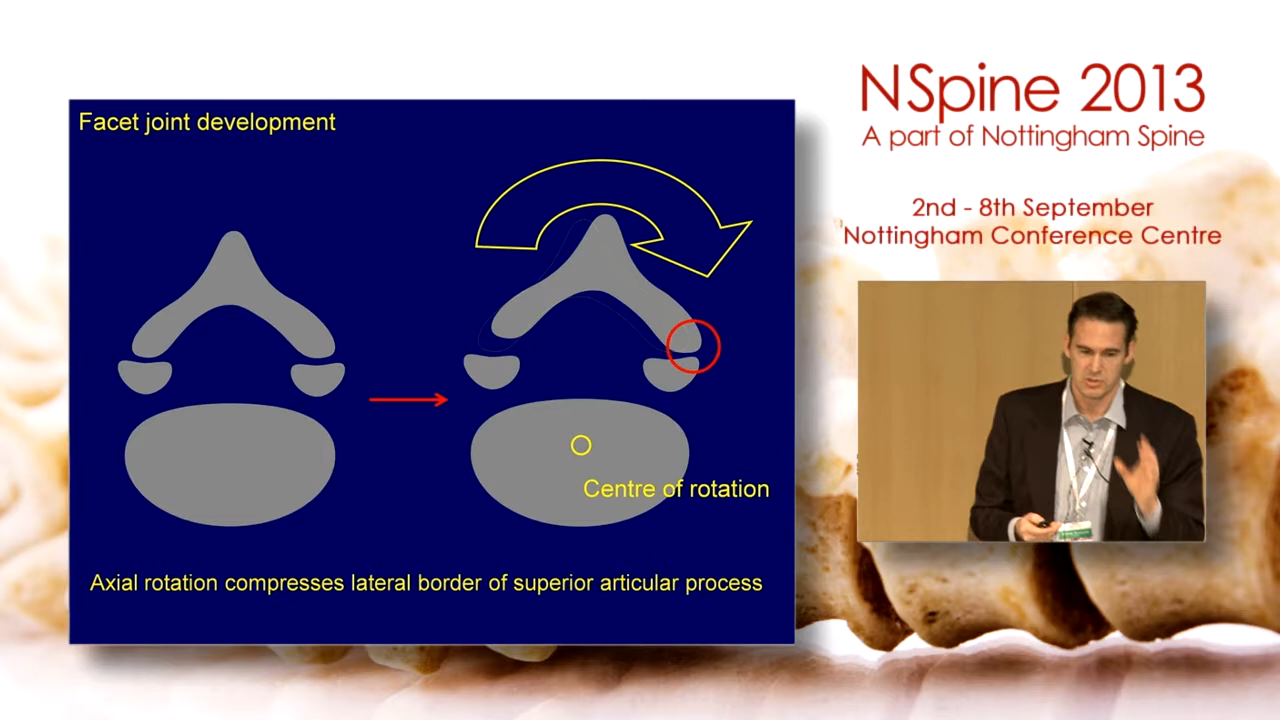 Facet joint development
Centre of rotation
Axial rotation compresses lateral border of superior articular process
NSpine 2013
A part of Nottingham Spine
2nd - 8th September
Nottingham Conference Centre